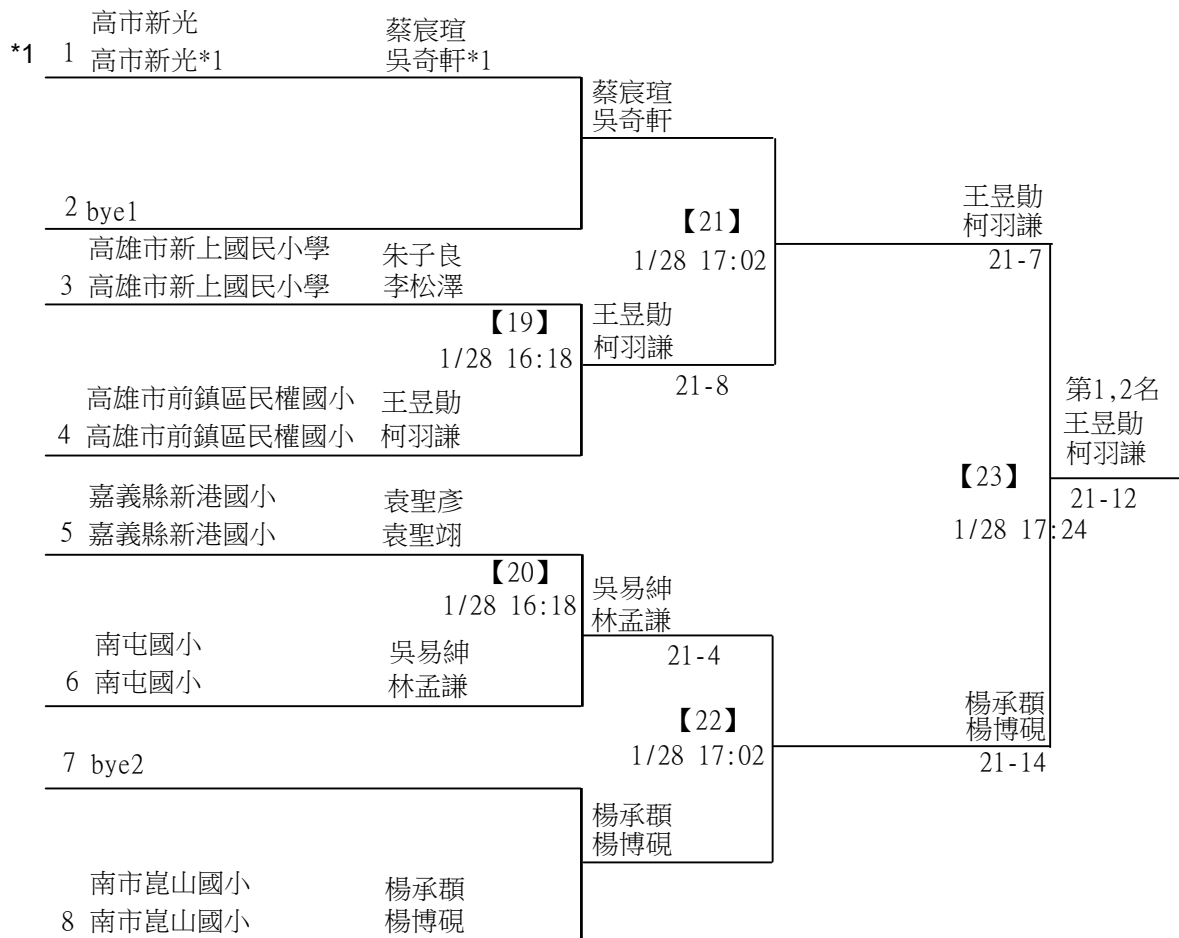 高市新光 蔡宸瑄
*1 1 高市新光*1 吳奇軒*1
蔡宸瑄
吳奇軒
2 bye1
【21】
1/28 17:02
王昱勛
柯羽謙
21-7
高雄市新上國民小學 朱子良
3 高雄市新上國民小學 李松澤
【19】
1/28 16:18
王昱勛
柯羽謙
21-8
高雄市前鎮區民權國小 王昱勛
4 高雄市前鎮區民權國小 柯羽謙
第1,2名
王昱勛
柯羽謙
21-12
【23】
1/28 17:24
嘉義縣新港國小 袁聖彥
5 嘉義縣新港國小 袁聖翊
【20】
1/28 16:18
吳易紳
林孟謙
21-4
南屯國小 吳易紳
6 南屯國小 林孟謙
【22】
1/28 17:02
楊承頵
楊博硯
21-14
7 bye2
楊承頵
楊博硯
南市崑山國小 楊承頵
8 南市崑山國小 楊博硯